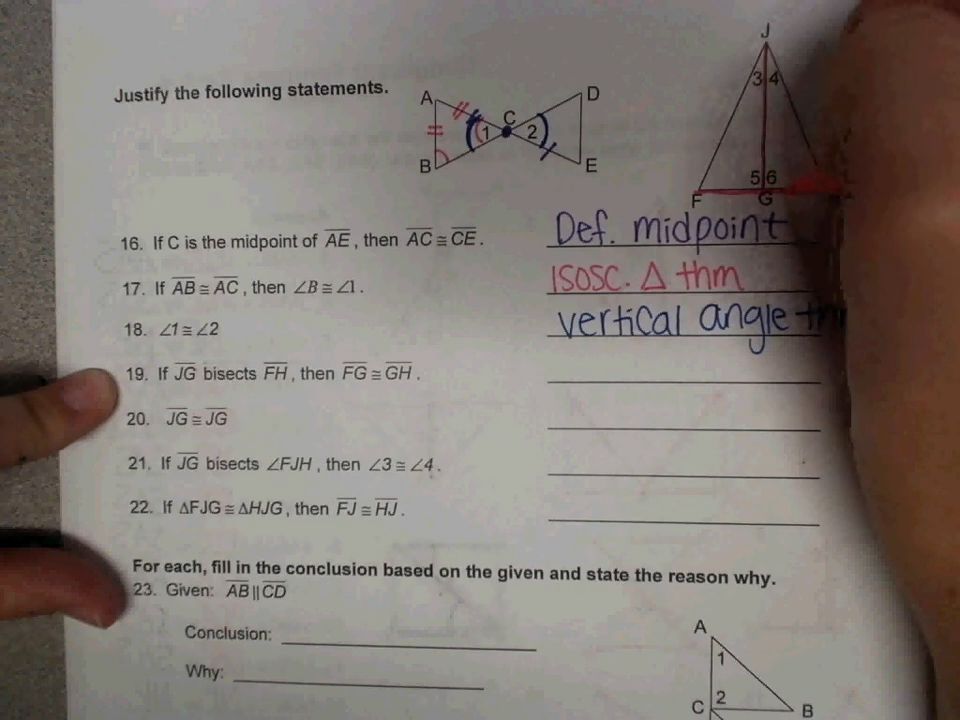 J
3 4
Justify the following statements.
A
D
C
1
2
B
E
5 6
F
G
16. If C is the midpoint of AE, then AC ≅ CE.
Def. midpoint
17. If AB ≅ AC, then ∠B ≅ ∠1.
Isosc. Δ thm
18. ∠1 ≅ ∠2
vertical angle
19. If JG bisects FH, then FG ≅ GH.
20. JG ≅ JG
21. If JG bisects ∠FJH, then ∠3 ≅ ∠4.
22. If ΔFJG ≅ ΔHJG, then FJ ≅ HJ.
For each, fill in the conclusion based on the given and state the reason why.
23. Given: AB || CD
Conclusion:
Why:
A
1
2
C
B